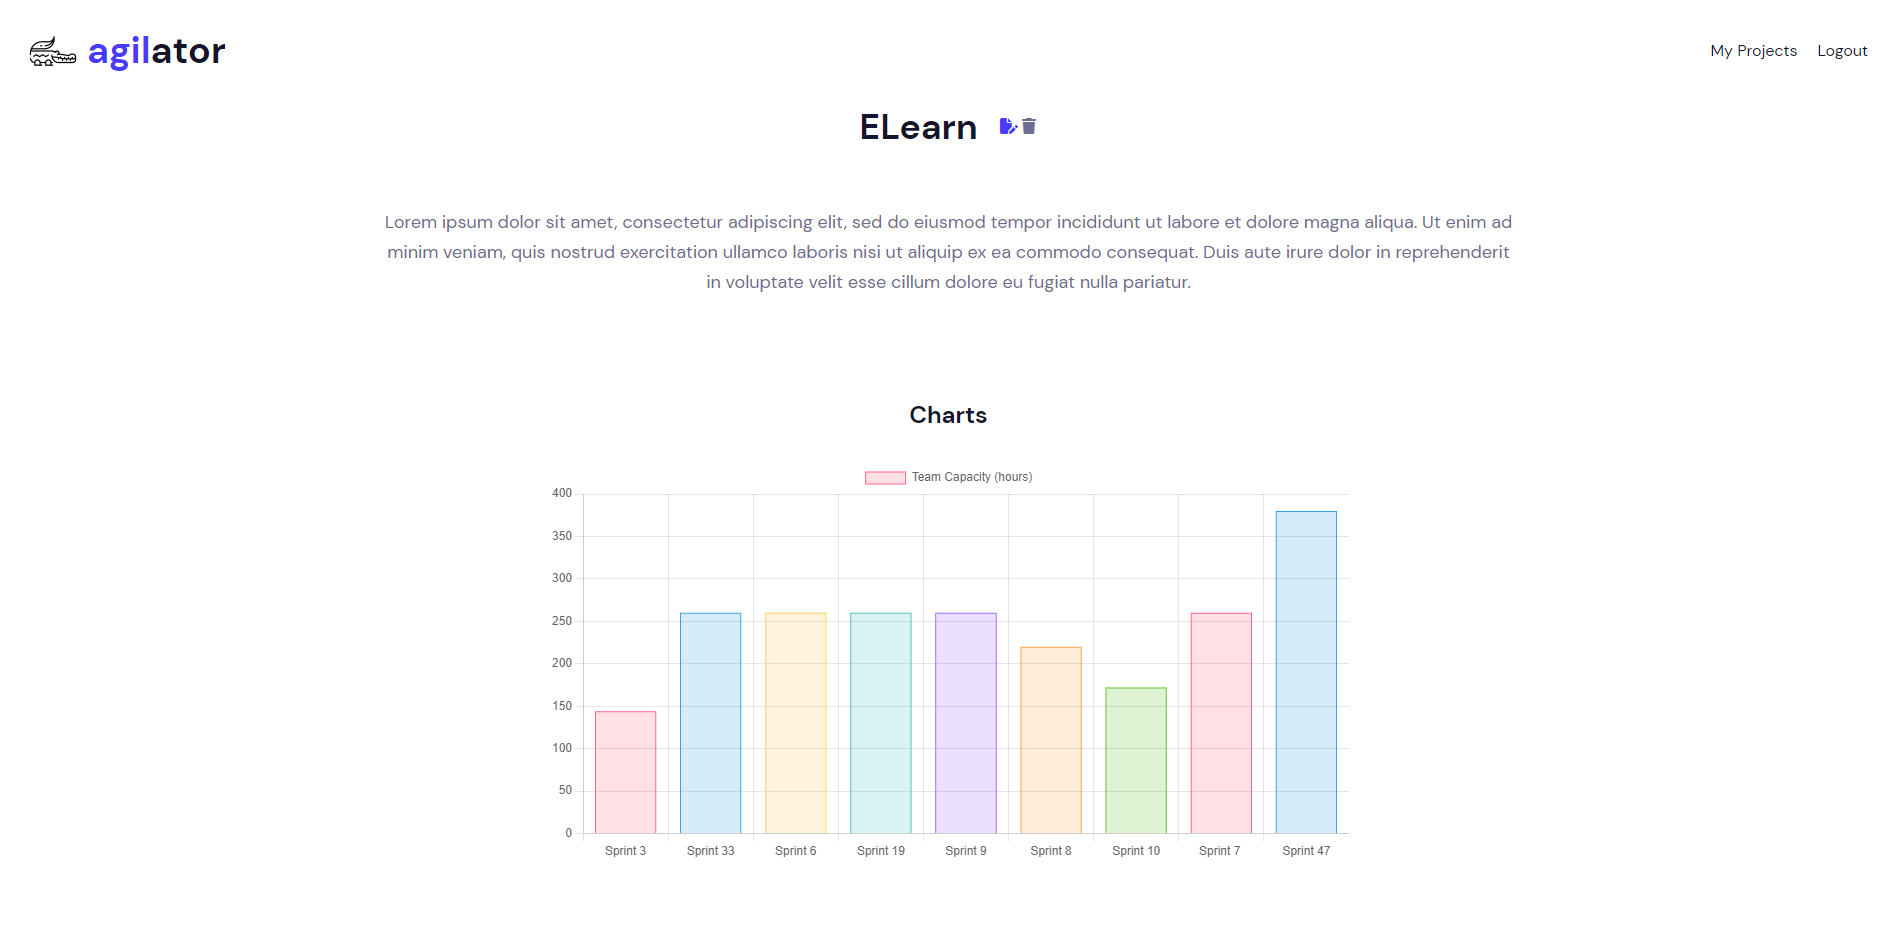 agilator
My Projects Logout
ELearn
Lorem ipsum dolor sit amet, consectetur adipiscing elit, sed do eiusmod tempor incididunt ut labore et dolore magna aliqua. Ut enim ad
minim veniam, quis nostrud exercitation ullamco laboris nisi ut aliquip ex ea commodo consequat. Duis aute irure dolor in reprehenderit
in voluptate velit esse cillum dolore eu fugiat nulla pariatur.
Charts
Team Capacity (hours)
400
350
300
250
200
150
100
50
0
Sprint 3 Sprint 33 Sprint 6 Sprint 19 Sprint 9 Sprint 8 Sprint 10 Sprint 7 Sprint 47